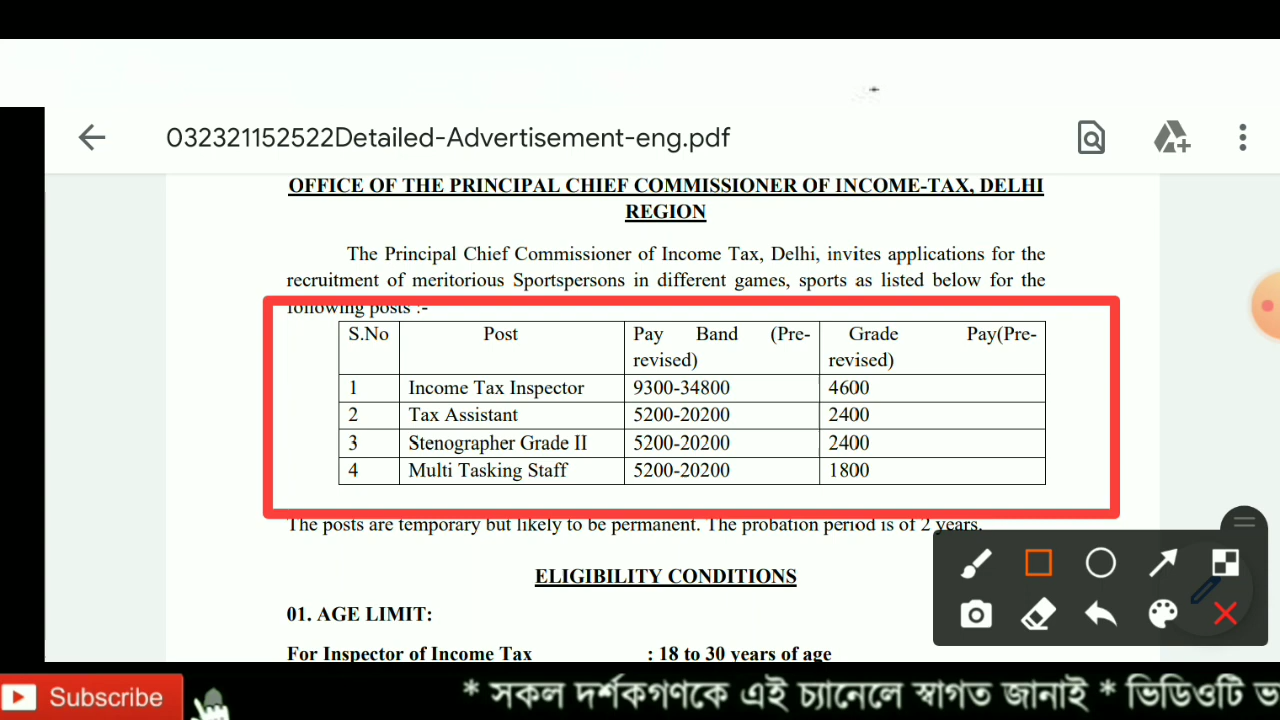 032321152522Detailed-Advertisement-eng.pdf
OFFICE OF THE PRINCIPAL CHIEF COMMISSIONER OF INCOME-TAX, DELHI
REGION
The Principal Chief Commissioner of Income Tax, Delhi, invites applications for the
recruitment of meritorious Sportspersons in different games, sports as listed below for the
following posts :-
S.No Post Pay Band (Pre-revised) Grade Pay(Pre-revised)
1 Income Tax Inspector 9300-34800 4600
2 Tax Assistant 5200-20200 2400
3 Stenographer Grade II 5200-20200 2400
4 Multi Tasking Staff 5200-20200 1800
The posts are temporary but likely to be permanent. The probation period is of 2 years.
ELIGIBILITY CONDITIONS
01. AGE LIMIT:
For Inspector of Income Tax : 18 to 30 years of age
Subscribe
* সকল দর্শকগণকে এই চ্যানেলে স্বাগত জানাই * ভিডিওটি ভ